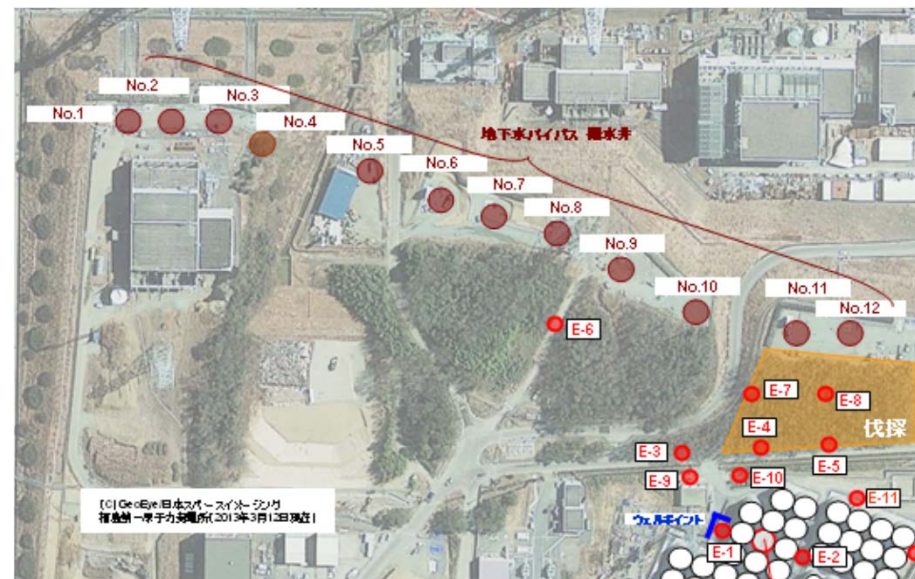 No.2
No.1
No.3
No.4
地下水バイパス 揚水井
No.5
No.6
No.7
No.8
No.9
No.10
No.11
No.12
E-6
E-7
E-8
伐採
E-4
E-3
E-5
E-9
E-10
E-11
(C)GeoEye/日本スペースイメージング
福島第一原子力発電所(2013年3月12日現在)
ウェルポイント
E-1
E-2